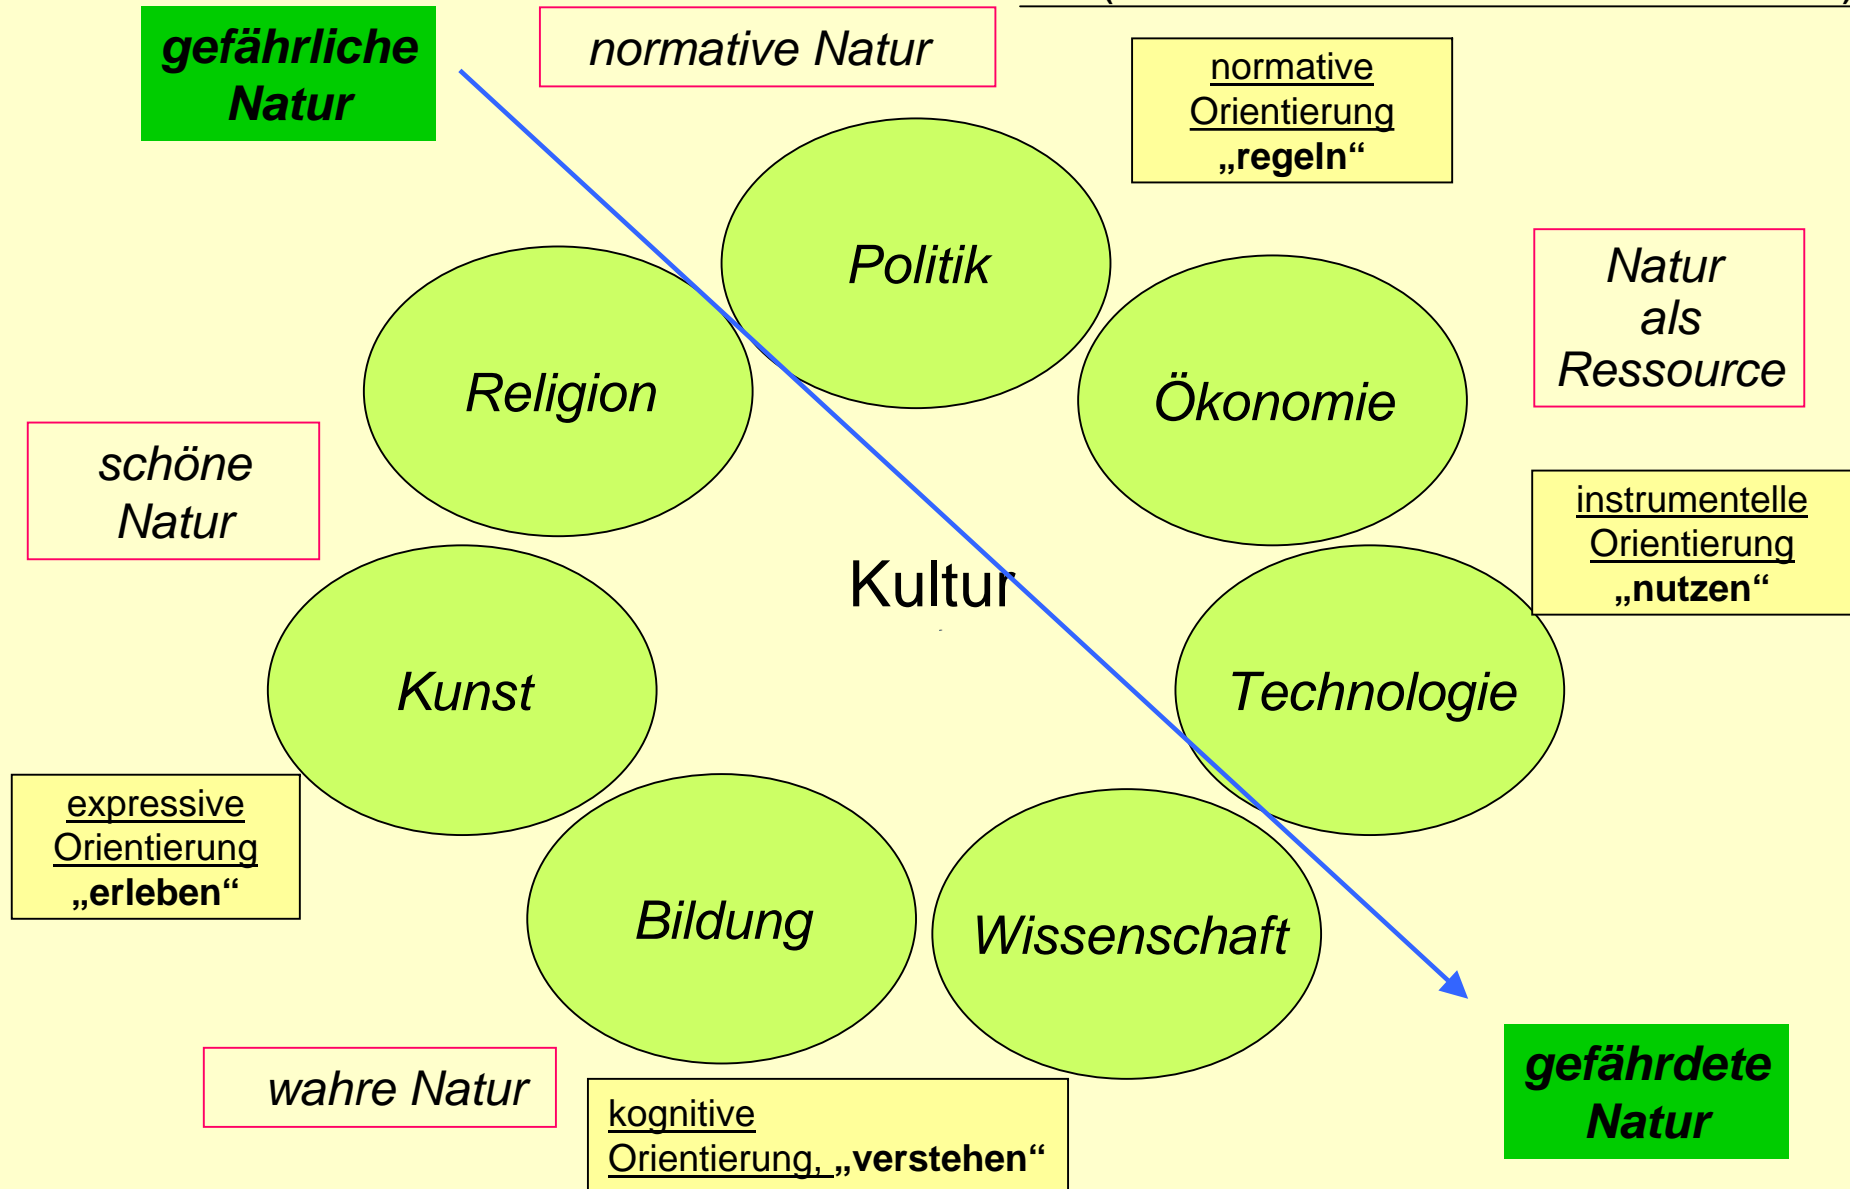 gefährliche
Natur
normative Natur
normative
Orientierung
„regeln“
Politik
Natur
als
Ressource
Religion
Ökonomie
schöne
Natur
instrumentelle
Orientierung
„nutzen“
Kultur
Kunst
Technologie
expressive
Orientierung
„erleben“
Bildung
Wissenschaft
wahre Natur
kognitive
Orientierung, „verstehen“
gefährdete
Natur